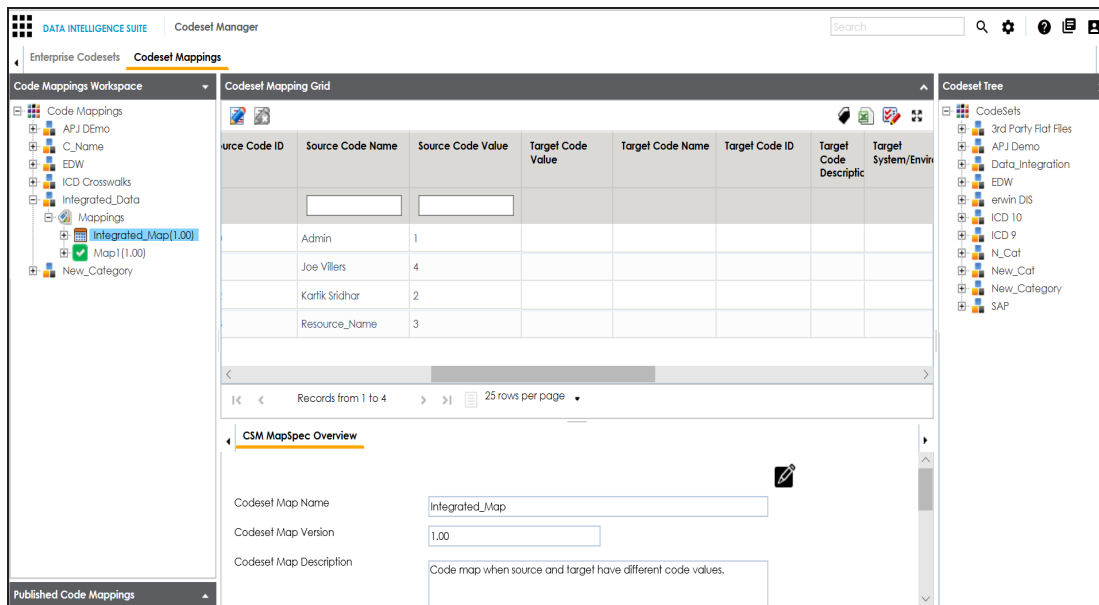 DATA INTELLIGENCE SUITE Codeset Manager Search
Enterprise Codesets Codeset Mappings
Code Mappings Workspace
Code Mappings
APJ DEmo
C_Name
EDW
ICD Crosswalks
Integrated_Data
Mappings
Integrated_Map(1.00)
Map1(1.00)
New_Category
Published Code Mappings
Codeset Mapping Grid
urce Code ID Source Code Name Source Code Value Target Code Value Target Code Name Target Code ID Target Code Descriptic Target System/Enviro
Admin 1
Joe Villers 4
Kartik Sridhar 2
Resource_Name 3
Records from 1 to 4 25 rows per page
CSM MapSpec Overview
Codeset Map Name Integrated_Map
Codeset Map Version 1.00
Codeset Map Description Code map when source and target have different code values.
Codeset Tree
CodeSets
3rd Party Flat Files
APJ Demo
Data_Integration
EDW
erwin DIS
ICD 10
ICD 9
N_Cat
New_Cat
New_Category
SAP